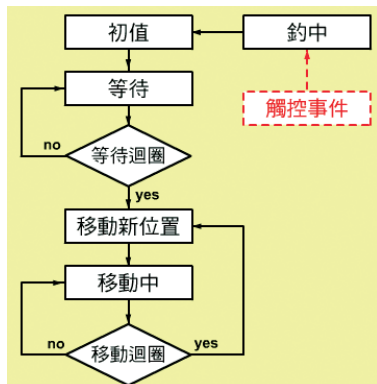 初值
釣中
等待
觸控事件
no
等待迴圈
yes
移動新位置
移動中
no
yes
移動迴圈